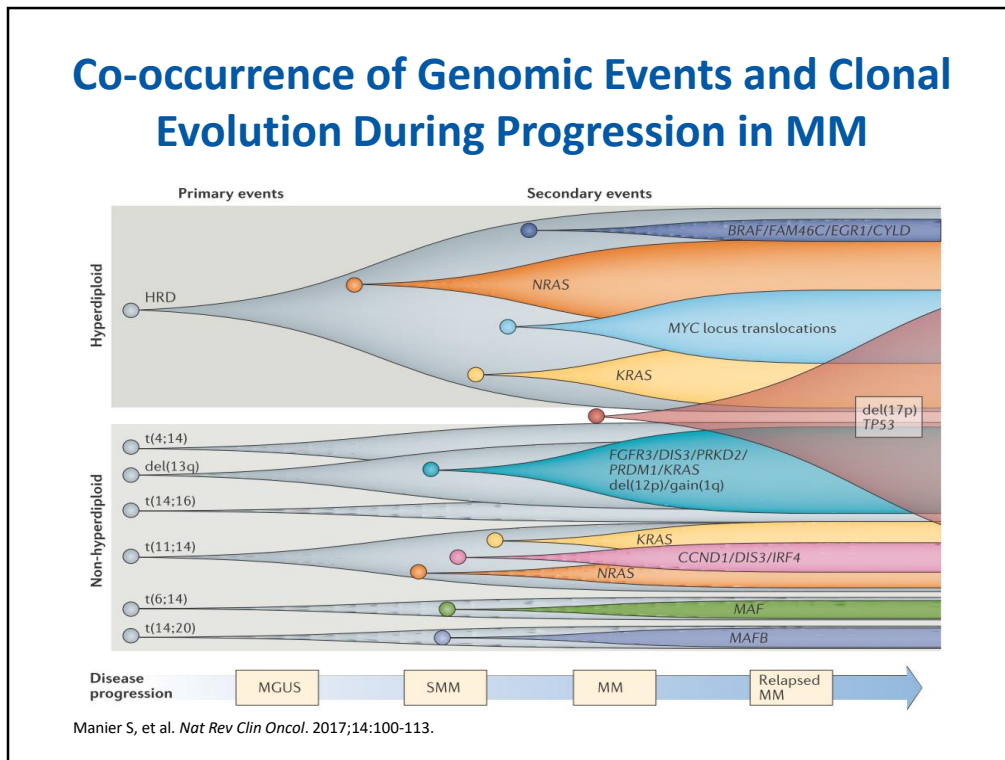 Co-occurrence of Genomic Events and Clonal
Evolution During Progression in MM
Primary events
Secondary events
Hyperdiploid
HRD
BRAF/FAM46C/EGR1/CYLD
NRAS
MYC locus translocations
KRAS
del(17p)
TP53
Non-hyperdiploid
t(4;14)
del(13q)
t(14;16)
t(11;14)
t(6;14)
t(14;20)
FGFR3/DIS3/PRKD2/
PRDM1/KRAS
del(12p)/gain(1q)
KRAS
CCND1/DIS3/IRF4
NRAS
MAF
MAFB
Disease
progression
MGUS
SMM
MM
Relapsed
MM
Manier S, et al. Nat Rev Clin Oncol. 2017;14:100-113.